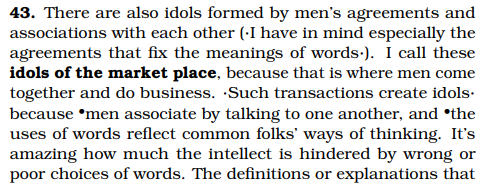 43. There are also idols formed by men's agreements and
associations with each other (·I have in mind especially the
agreements that fix the meanings of words·). I call these
idols of the market place, because that is where men come
together and do business. ·Such transactions create idols·
because •men associate by talking to one another, and •the
uses of words reflect common folks' ways of thinking. It's
amazing how much the intellect is hindered by wrong or
poor choices of words. The definitions or explanations that